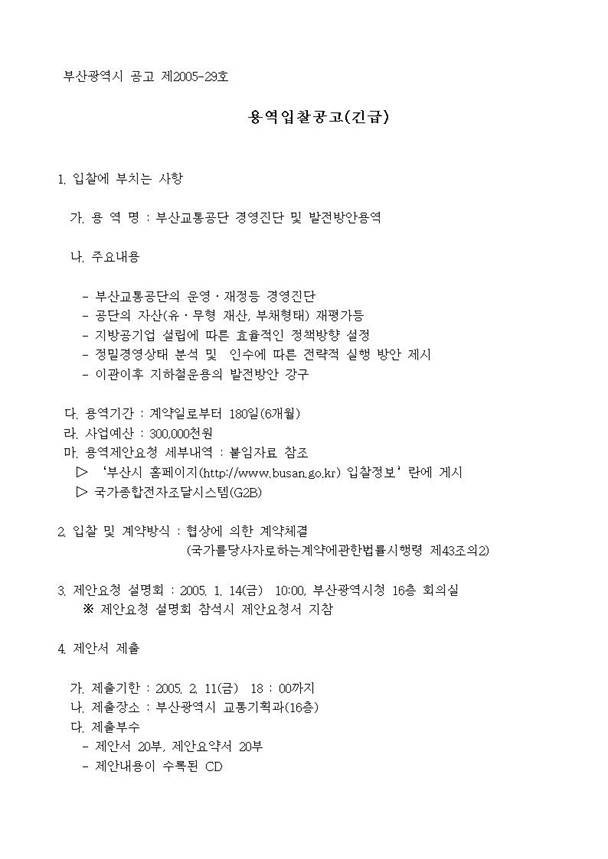 부산광역시 공고 제2005-29호
용역입찰공고(긴급)
1. 입찰에 부치는 사항
가. 용 역 명 : 부산교통공단 경영진단 및 발전방안용역
나. 주요내용
- 부산교통공단의 운영·재정등 경영진단
- 공단의 자산(유·무형 재산, 부채형태) 재평가등
- 지방공기업 설립에 따른 효율적인 정책방향 설정
- 정밀경영상태 분석 및 인수에 따른 전략적 실행 방안 제시
- 이관이후 지하철운용의 발전방안 강구
다. 용역기간 : 계약일로부터 180일(6개월)
라. 사업예산 : 300,000천원
마. 용역제안요청 세부내역 : 붙임자료 참조
▷ ‘부산시 홈페이지(http://www.busan.go.kr) 입찰정보’란에 게시
▷ 국가종합전자조달시스템(G2B)
2. 입찰 및 계약방식 : 협상에 의한 계약체결
(국가를당사자로하는계약에관한법률시행령 제43조의2)
3. 제안요청 설명회 : 2005. 1. 14(금) 10:00, 부산광역시청 16층 회의실
※ 제안요청 설명회 참석시 제안요청서 지참
4. 제안서 제출
가. 제출기한 : 2005. 2. 11(금) 18 : 00까지
나. 제출장소 : 부산광역시 교통기획과(16층)
다. 제출부수
- 제안서 20부, 제안요약서 20부
- 제안내용이 수록된 CD